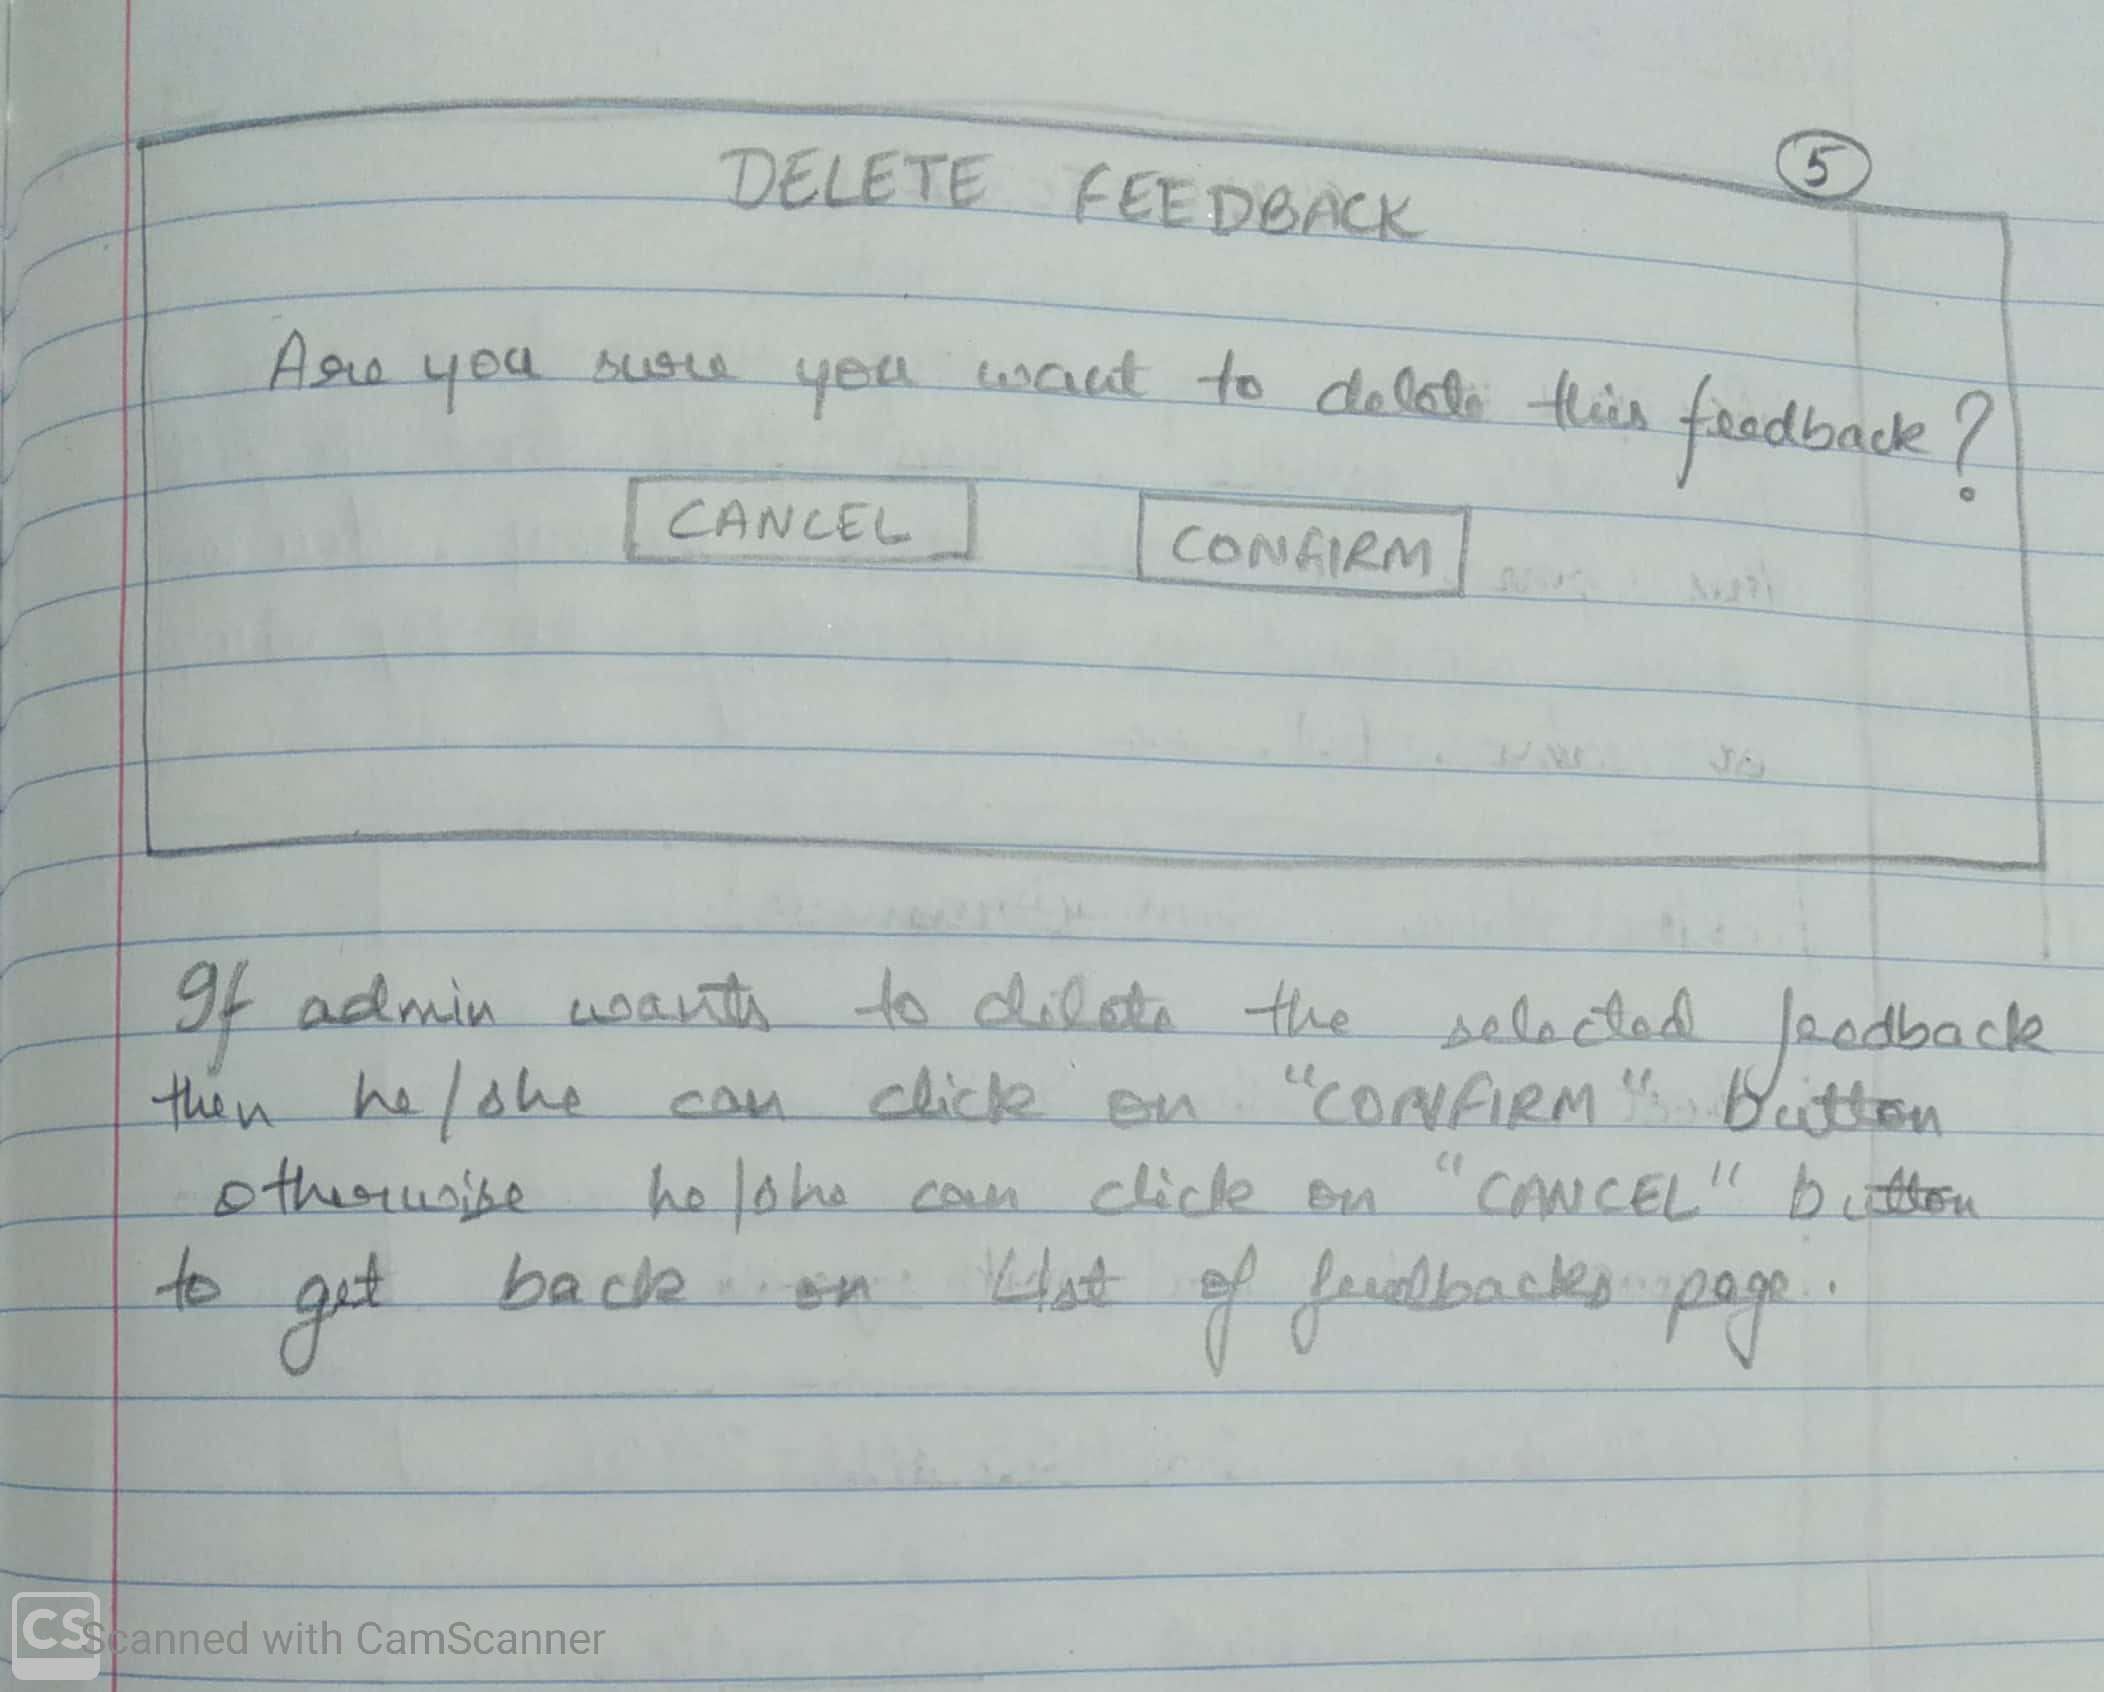 5
DELETE FEEDBACK
Are you sure you want to delete this feedback?
CANCEL
CONFIRM
If admin wants to delete the selected feedback
then he/she can click on "CONFIRM" button
otherwise he/she can click on "CANCEL" button
to get back on List of feedbacks page.
CS Scanned with CamScanner